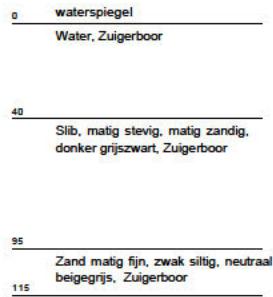 0 waterspiegel
Water, Zuigerboor
40
Slib, matig stevig, matig zandig,
donker grijszwart, Zuigerboor
95
Zand matig fijn, zwak siltig, neutraal
beigegrijs, Zuigerboor
115